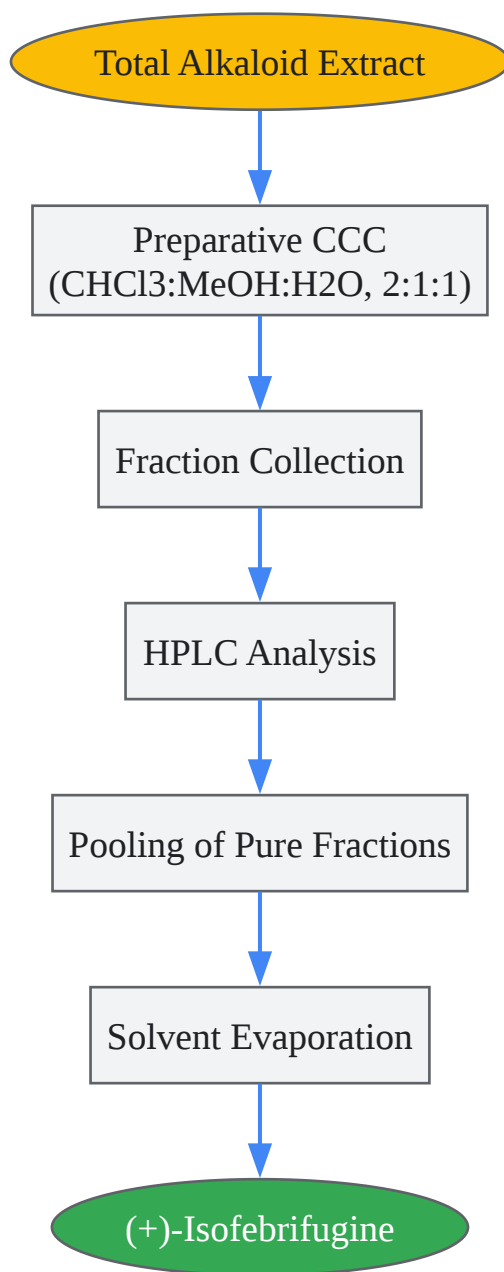 Total Alkaloid Extract
Preparative CCC
(CHCl3:MeOH:H2O, 2:1:1)
Fraction Collection
HPLC Analysis
Pooling of Pure Fractions
Solvent Evaporation
(+)-Isofebrifugine